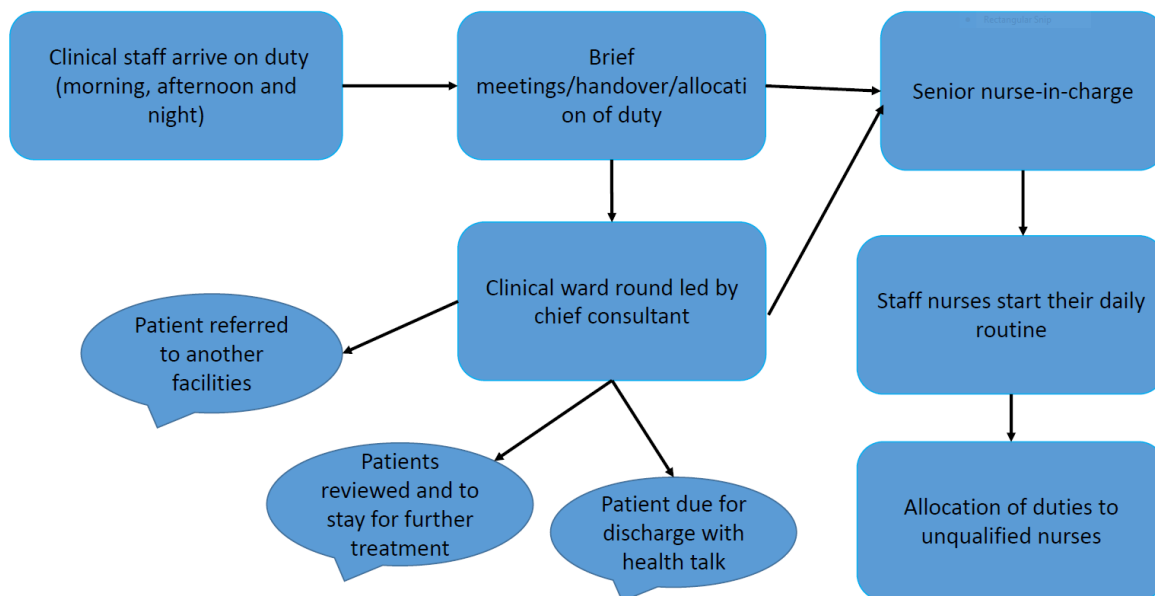 Rectangular Snip
Clinical staff arrive on duty
(morning, afternoon and
night)
Brief
meetings/handover/allocati
on of duty
Senior nurse-in-charge
Clinical ward round led by
chief consultant
Staff nurses start their daily
routine
Patient referred
to another
facilities
Patients
reviewed and to
stay for further
treatment
Patient due for
discharge with
health talk
Allocation of duties to
unqualified nurses